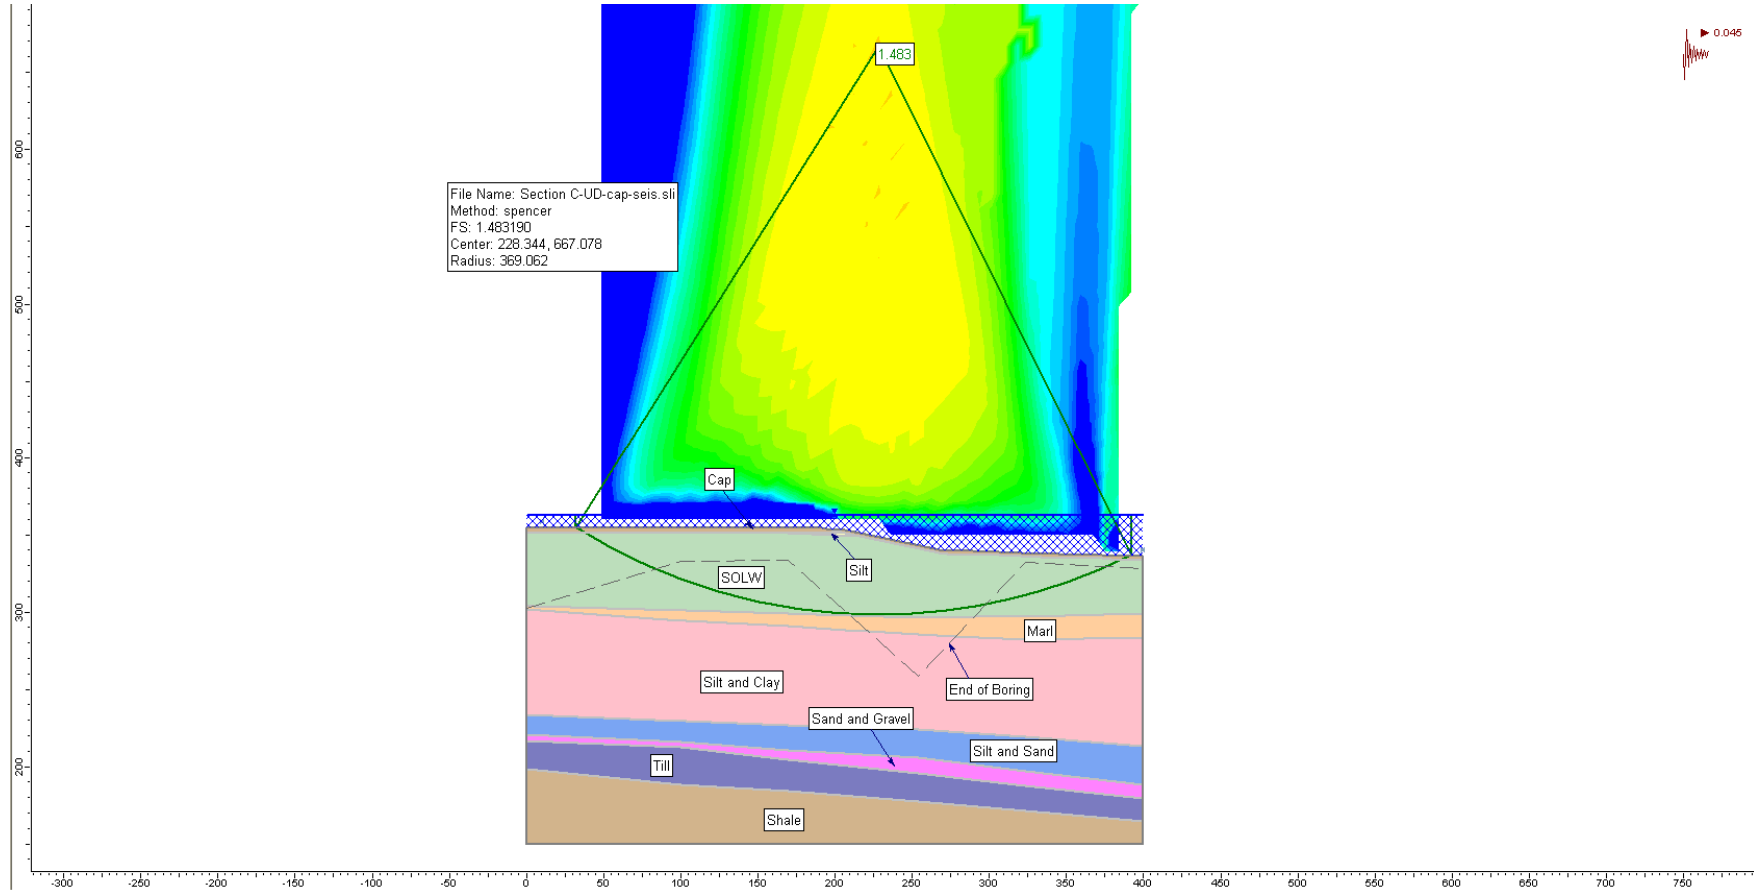 1.483
0.045
File Name: Section C-UD-cap-seis.sli
Method: spencer
FS: 1.483190
Center: 228.344, 667.078
Radius: 369.062
Cap
Silt
SOLW
Marl
Silt and Clay
End of Boring
Sand and Gravel
Silt and Sand
Till
Shale
600
500
400
300
200
-300 -250 -200 -150 -100 -50 0 50 100 150 200 250 300 350 400 450 500 550 600 650 700 750